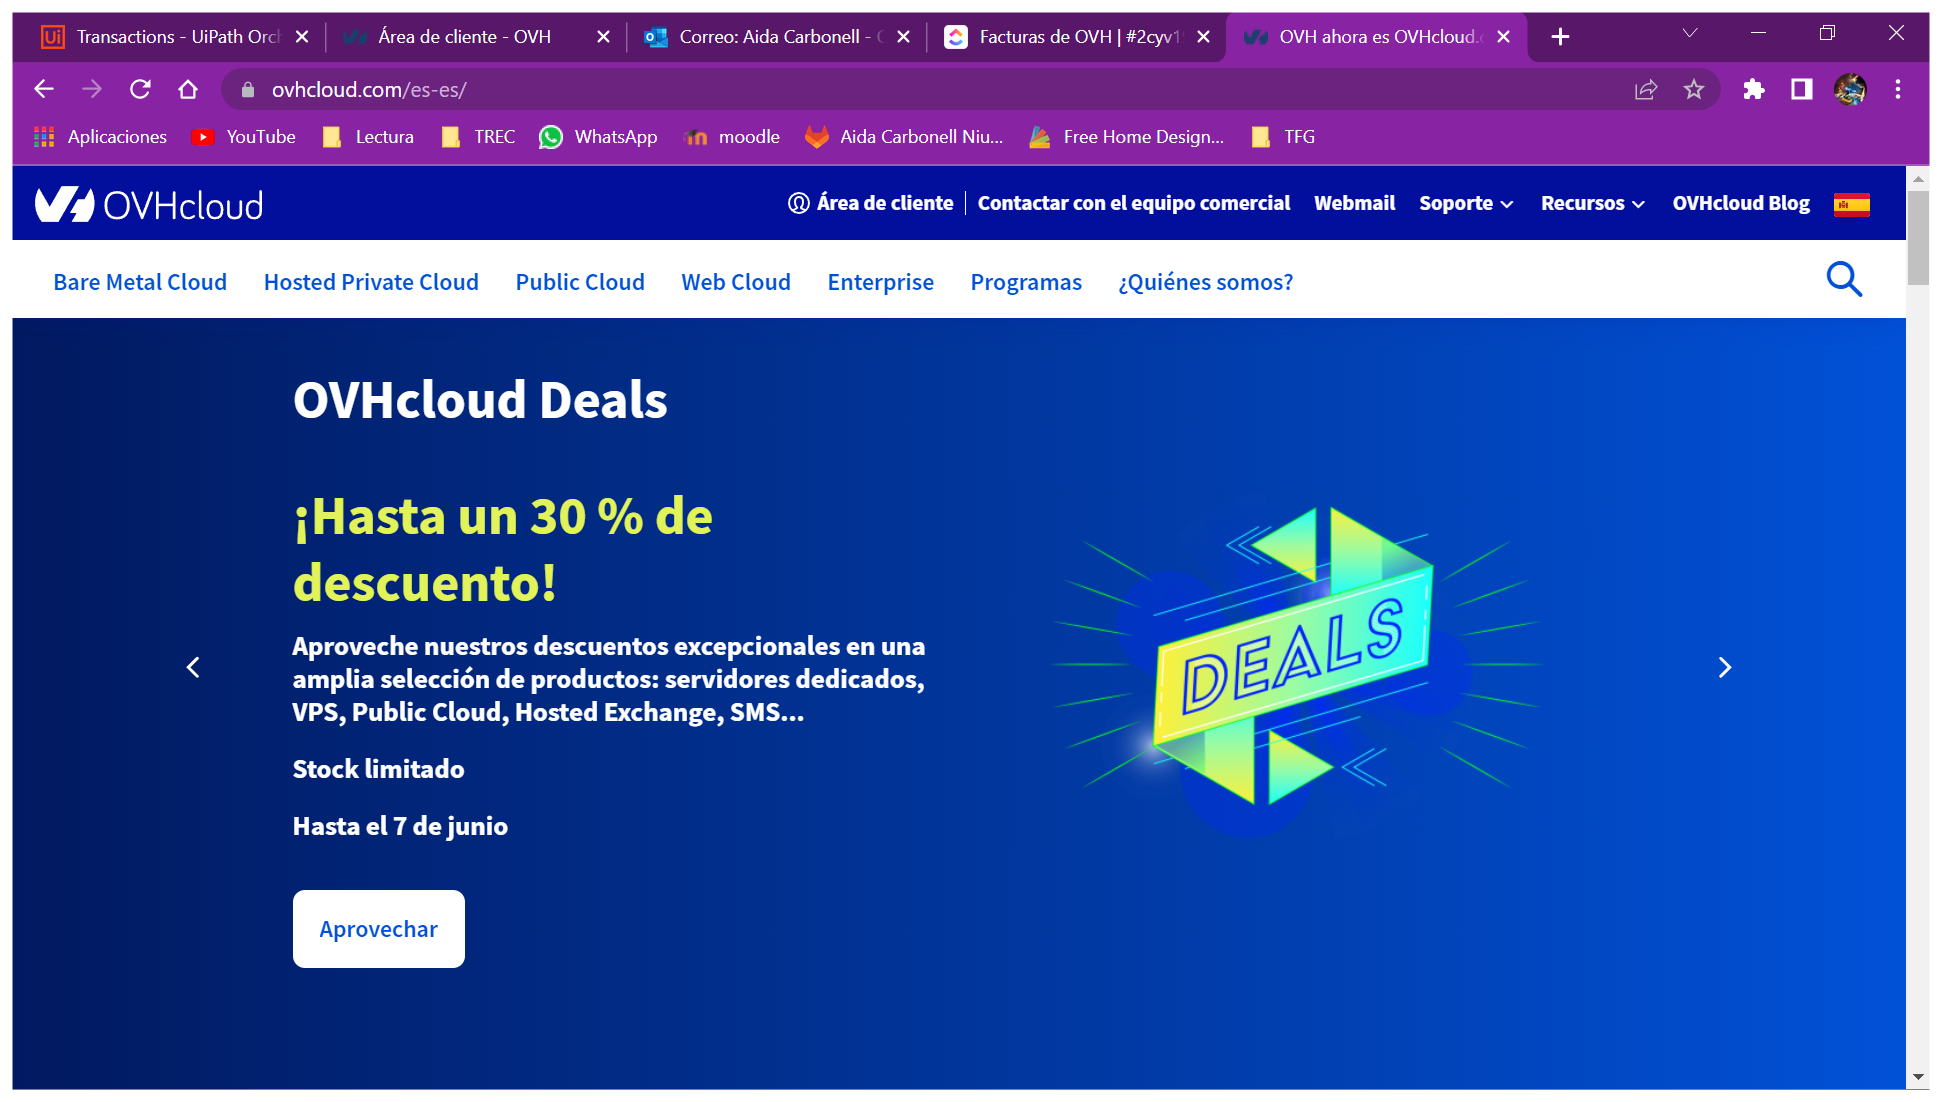 Transactions - UiPath Orch
Área de cliente - OVH
Correo: Aida Carbonell -
Facturas de OVH | #2cyv1
OVH ahora es OVHcloud.
ovhcloud.com/es-es/
Aplicaciones
YouTube
Lectura
TREC
WhatsApp
moodle
Aida Carbonell Niu...
Free Home Design...
TFG
OVHcloud
Área de cliente
Contactar con el equipo comercial
Webmail
Soporte
Recursos
OVHcloud Blog
Bare Metal Cloud
Hosted Private Cloud
Public Cloud
Web Cloud
Enterprise
Programas
¿Quiénes somos?
OVHcloud Deals
¡Hasta un 30 % de
descuento!
Aproveche nuestros descuentos excepcionales en una
amplia selección de productos: servidores dedicados,
VPS, Public Cloud, Hosted Exchange, SMS...
Stock limitado
Hasta el 7 de junio
Aprovechar
DEALS